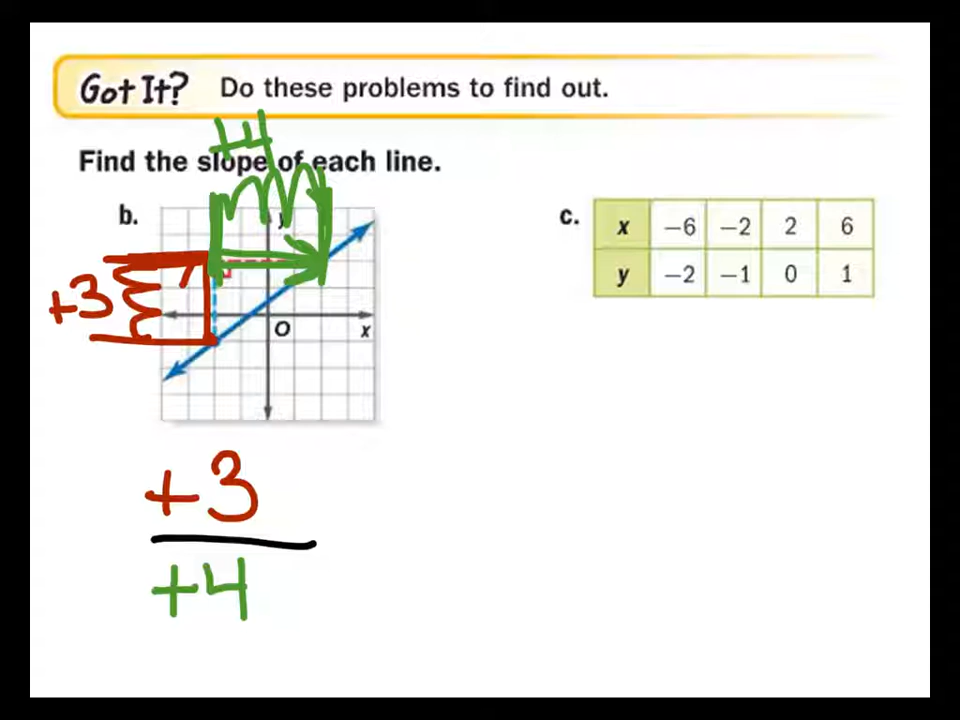 Got It? Do these problems to find out.
Find the slope of each line.
+4
b.
y
+3
O
x
+3
+4
c.
x −6 −2 2 6
y −2 −1 0 1